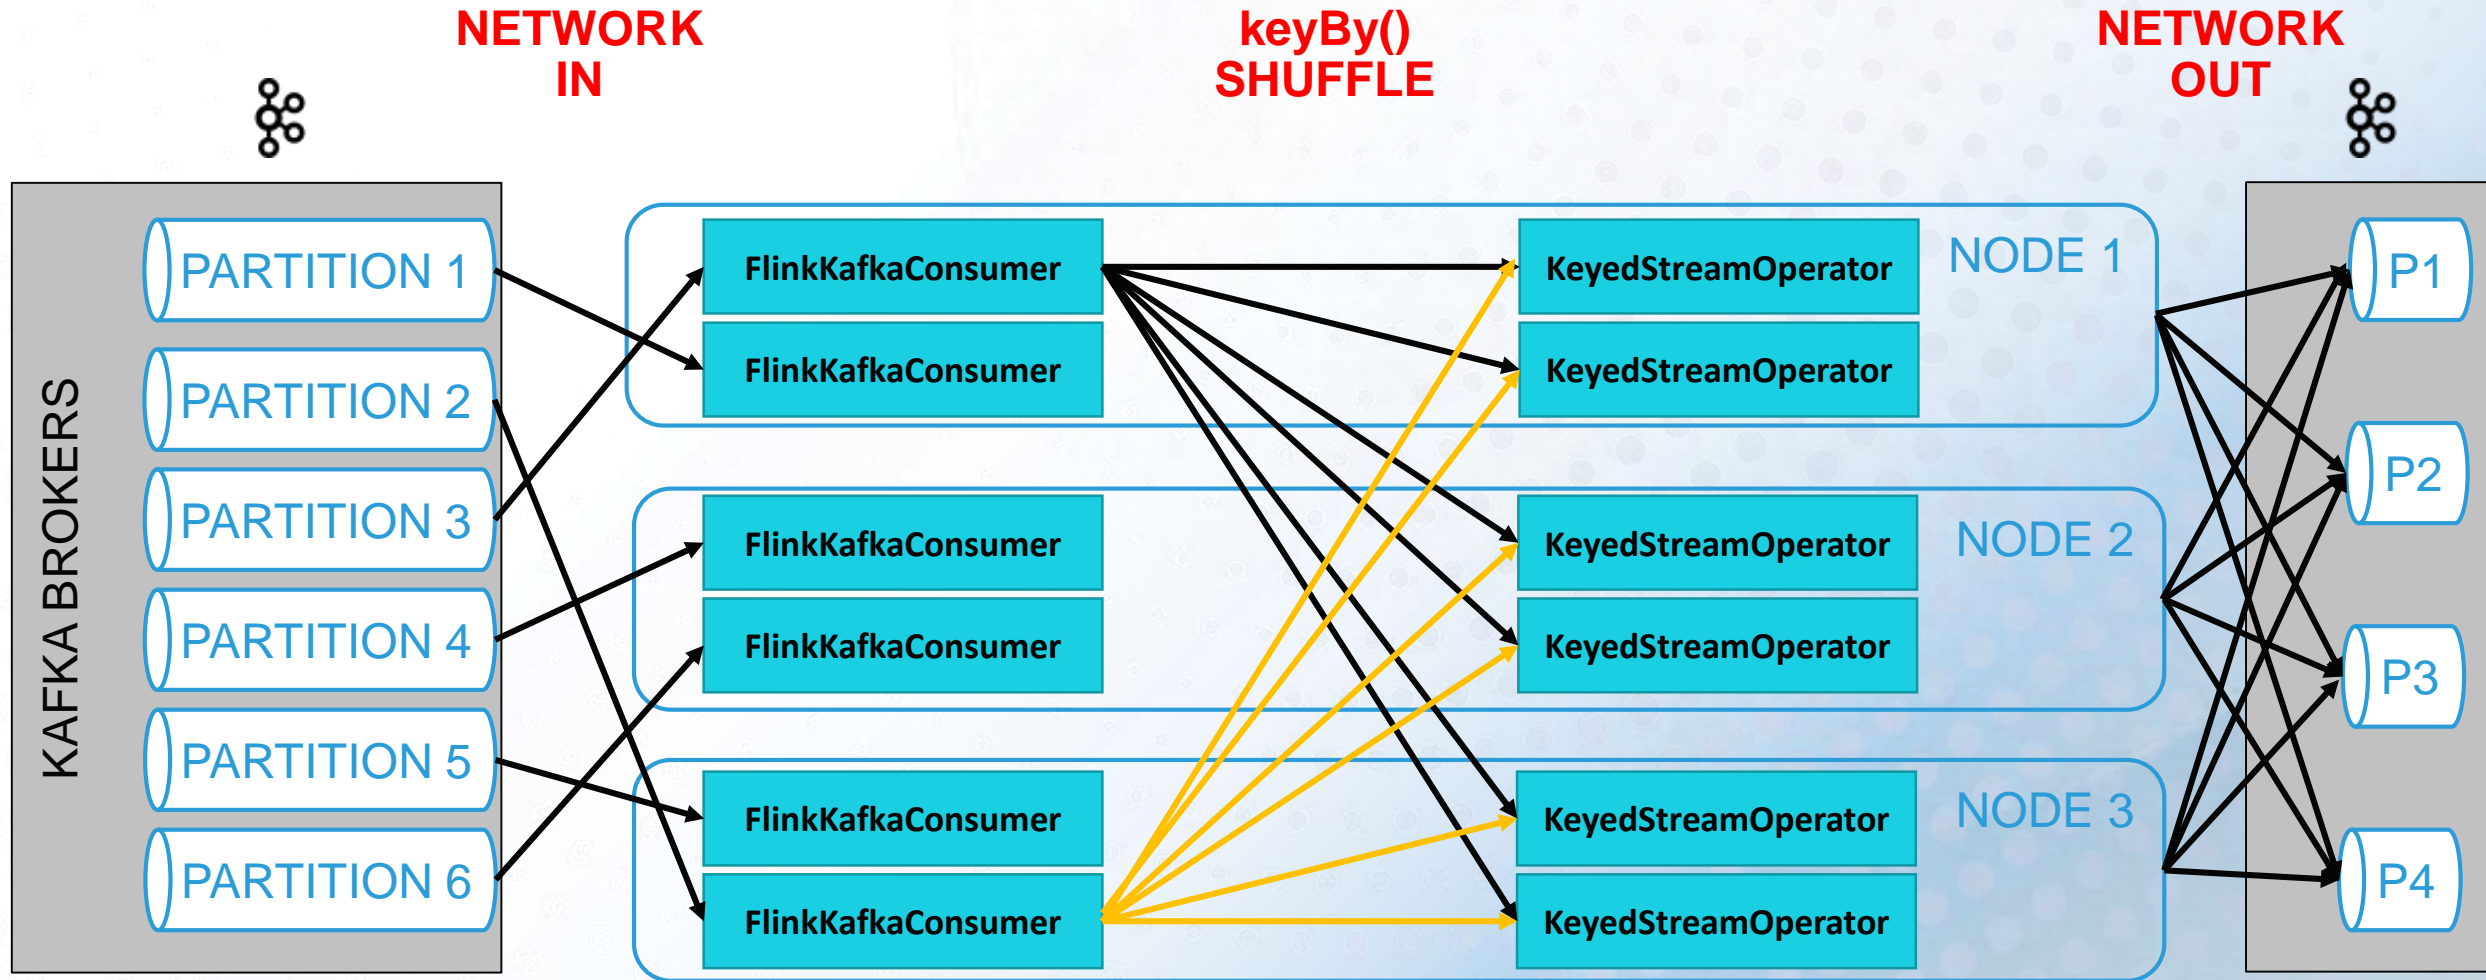 NETWORK
IN
keyBy()
SHUFFLE
NETWORK
OUT
KAFKA BROKERS
PARTITION 1
PARTITION 2
PARTITION 3
PARTITION 4
PARTITION 5
PARTITION 6
FlinkKafkaConsumer
FlinkKafkaConsumer
KeyedStreamOperator
KeyedStreamOperator
NODE 1
FlinkKafkaConsumer
FlinkKafkaConsumer
KeyedStreamOperator
KeyedStreamOperator
NODE 2
FlinkKafkaConsumer
FlinkKafkaConsumer
KeyedStreamOperator
KeyedStreamOperator
NODE 3
P1
P2
P3
P4